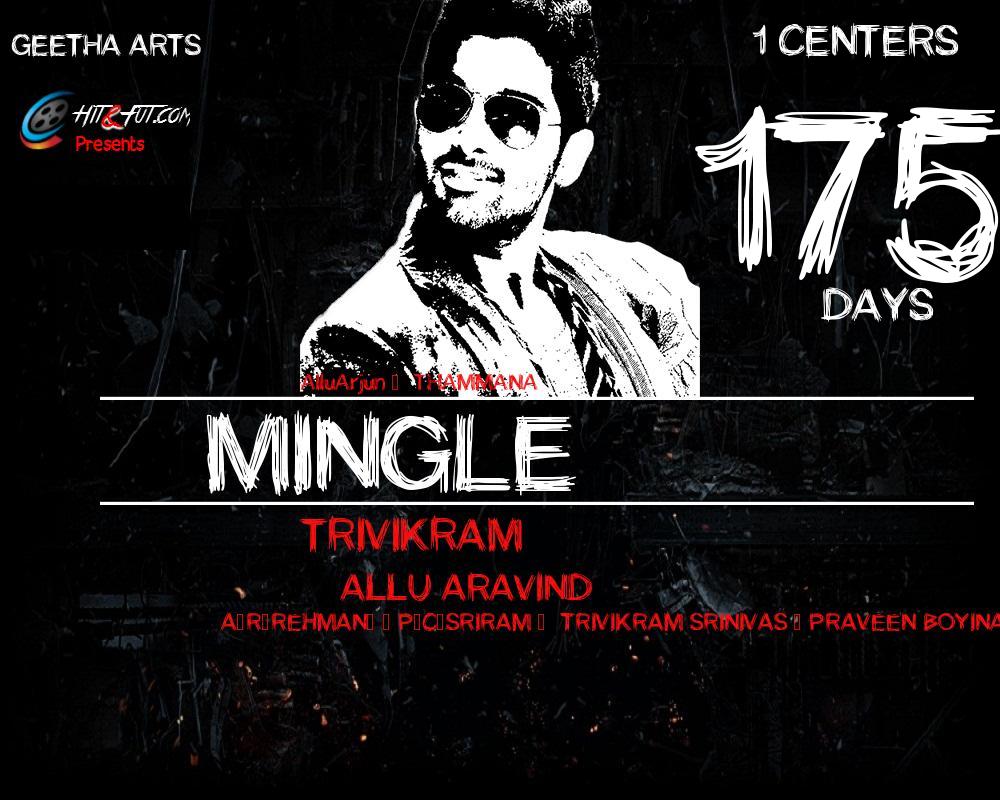 GEETHA ARTS
HIT&FUT.COM
Presents
1 CENTERS
175
DAYS
AlluArjun THAMMANA
MINGLE
TRIVIKRAM
ALLU ARAVIND
A R REHMAN P C SRIRAM TRIVIKRAM SRINIVAS PRAVEEN BOYINA